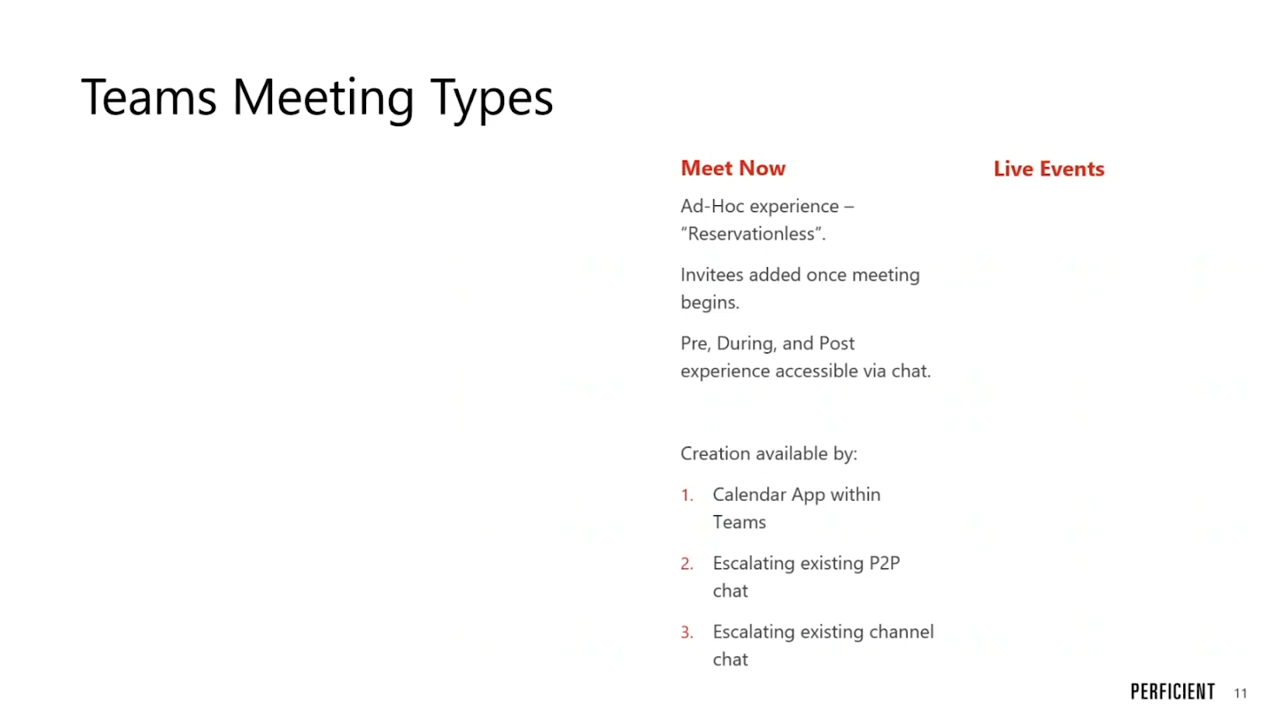 Teams Meeting Types
Meet Now
Ad-Hoc experience –
“Reservationless”.
Invitees added once meeting
begins.
Pre, During, and Post
experience accessible via chat.
Creation available by:
1. Calendar App within
Teams
2. Escalating existing P2P
chat
3. Escalating existing channel
chat
Live Events
PERFICIENT 11